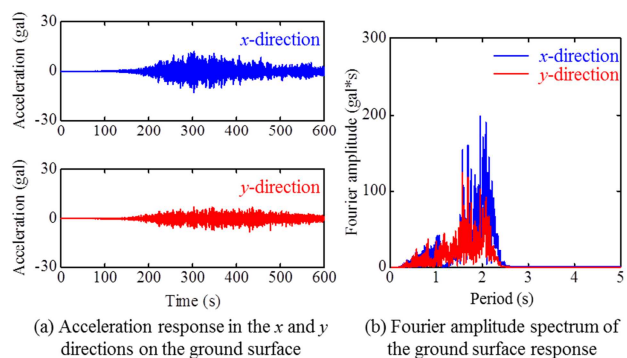 30
x-direction
Acceleration (gal)
0
-30
0 100 200 300 400 500 600
30
y-direction
Acceleration (gal)
0
-30
0 100 200 300 400 500 600
Time (s)
(a) Acceleration response in the x and y
directions on the ground surface
300
x-direction
y-direction
200
Fourier amplitude (gal*s)
100
0
0 1 2 3 4 5
Period (s)
(b) Fourier amplitude spectrum of
the ground surface response